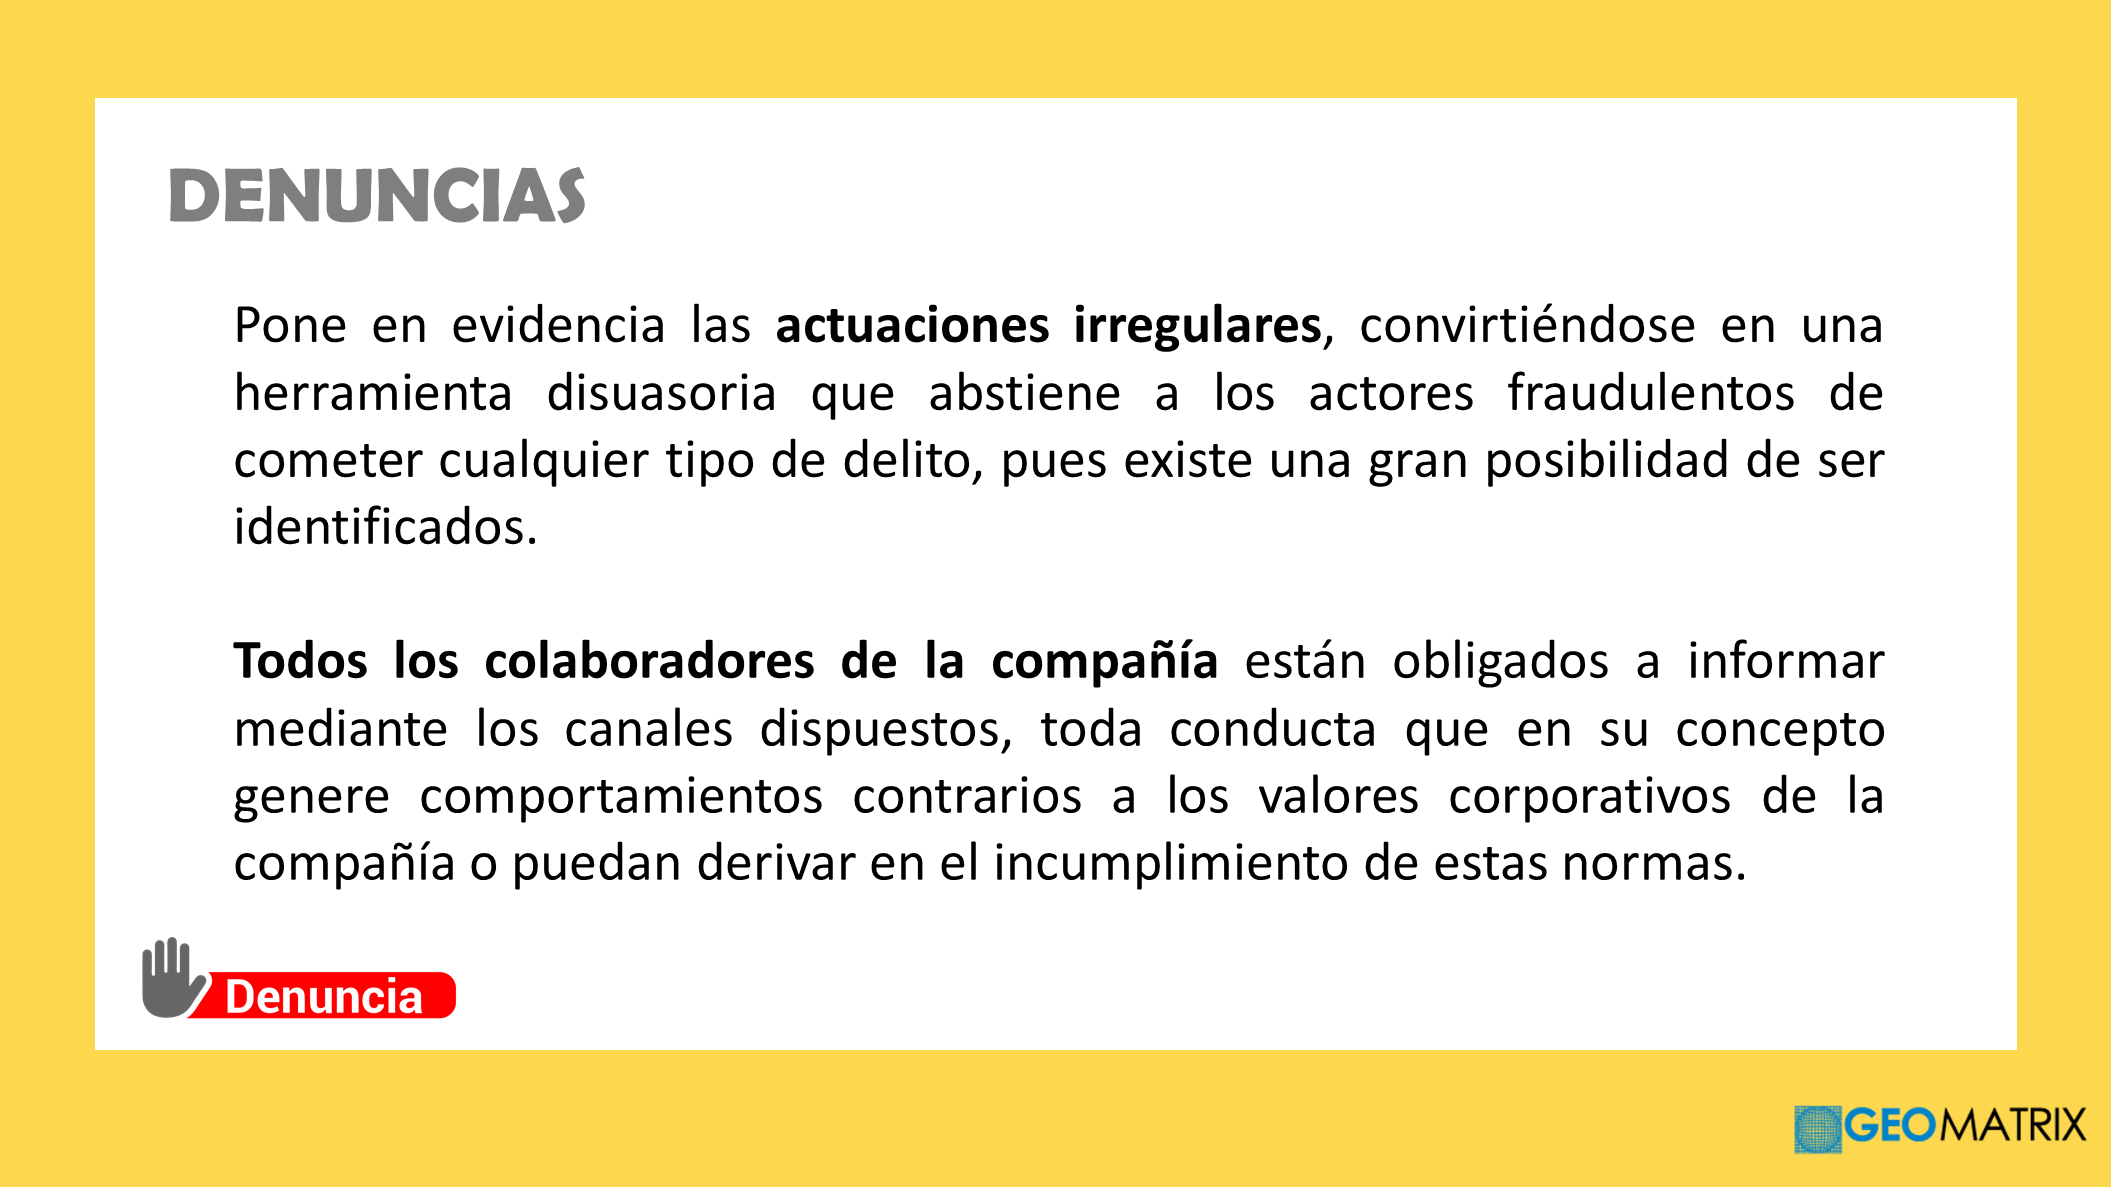 DENUNCIAS
Pone en evidencia las actuaciones irregulares, convirtiéndose en una
herramienta disuasoria que abstiene a los actores fraudulentos de
cometer cualquier tipo de delito, pues existe una gran posibilidad de ser
identificados.
Todos los colaboradores de la compañía están obligados a informar
mediante los canales dispuestos, toda conducta que en su concepto
genere comportamientos contrarios a los valores corporativos de la
compañía o puedan derivar en el incumplimiento de estas normas.
Denuncia
GEOMATRIX